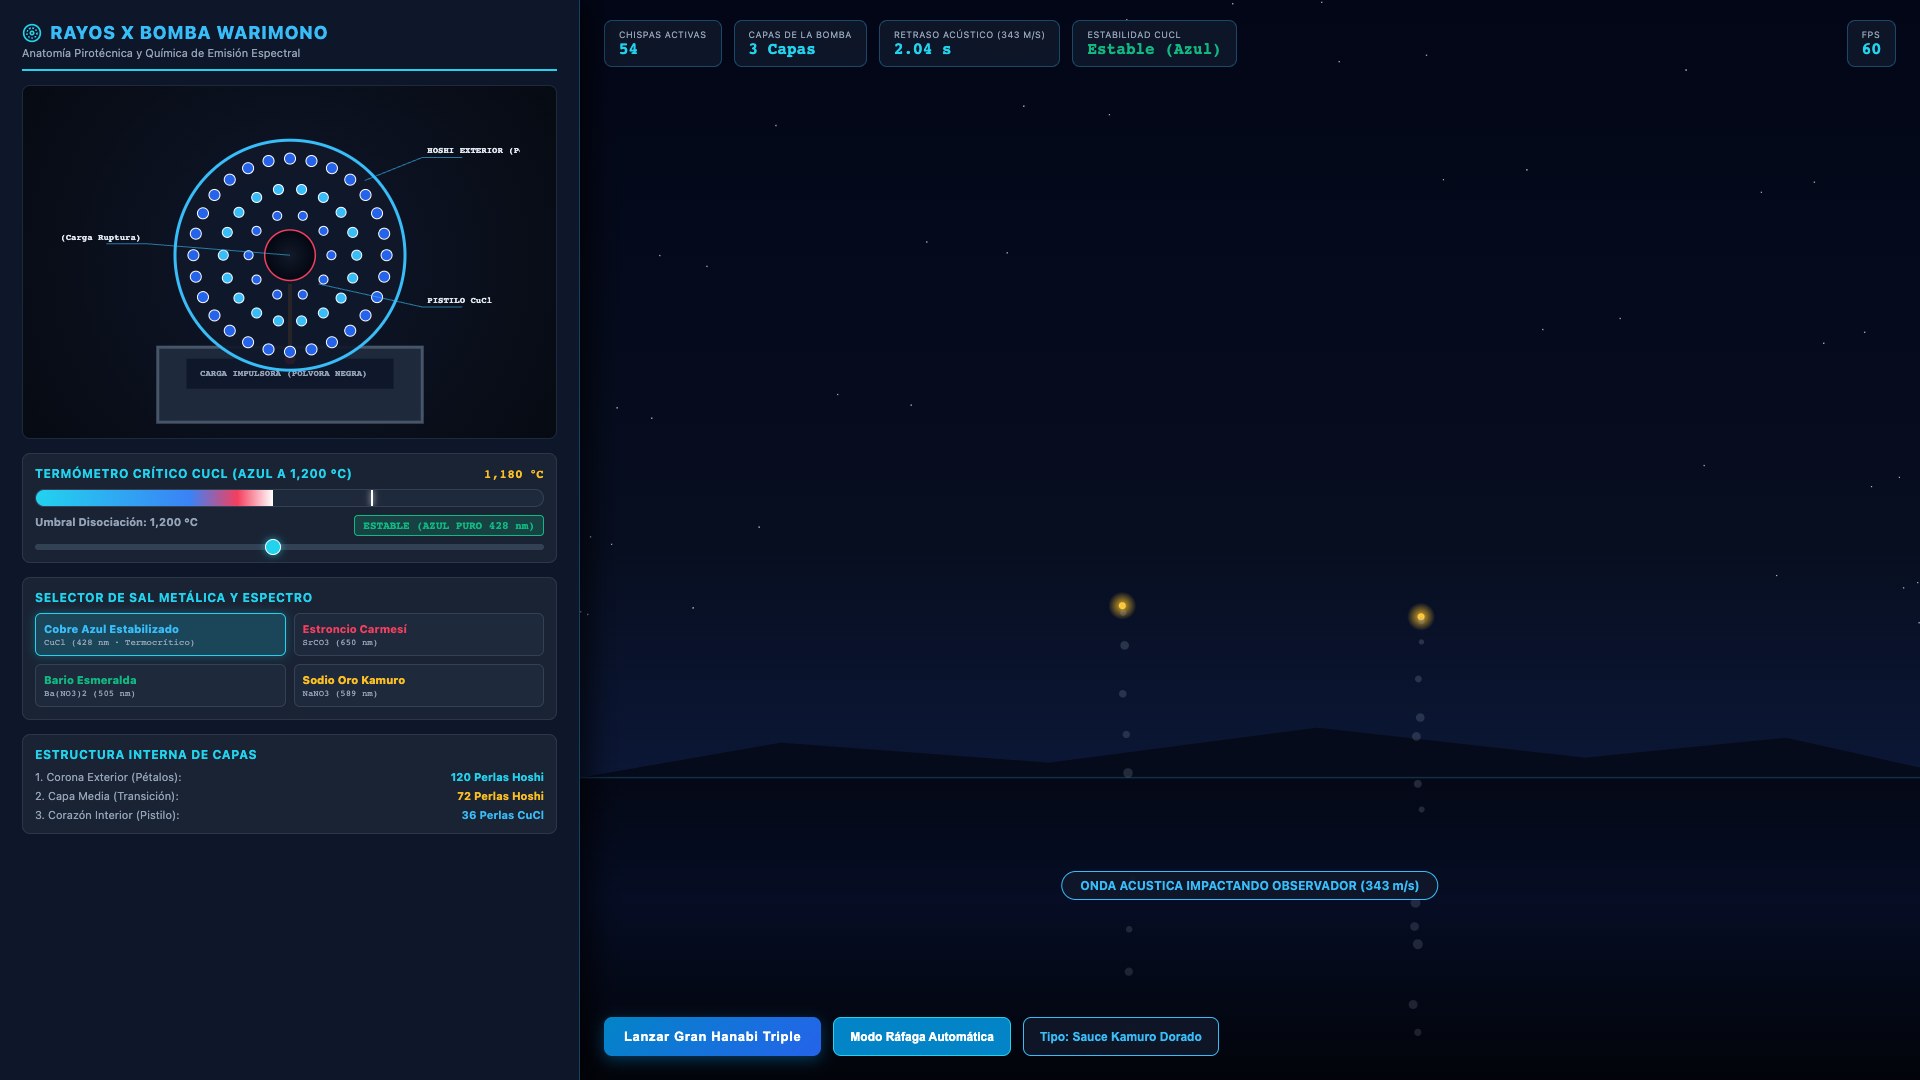 RAYOS X BOMBA WARIMONO
Anatomía Pirotécnica y Química de Emisión Espectral
HOSHI EXTERIOR (P
(Carga Ruptura)
PISTILO CuCl
CARGA IMPULSORA (PÓLVORA NEGRA)
TERMÓMETRO CRÍTICO CUCL (AZUL A 1,200 °C)
1,180 °C
Umbral Disociación: 1,200 °C
ESTABLE (AZUL PURO 428 nm)
SELECTOR DE SAL METÁLICA Y ESPECTRO
Cobre Azul Estabilizado
CuCl (428 nm · Termocrítico)
Estroncio Carmesí
SrCO3 (650 nm)
Bario Esmeralda
Ba(NO3)2 (505 nm)
Sodio Oro Kamuro
NaNO3 (589 nm)
ESTRUCTURA INTERNA DE CAPAS
1. Corona Exterior (Pétalos): 120 Perlas Hoshi
2. Capa Media (Transición): 72 Perlas Hoshi
3. Corazón Interior (Pistilo): 36 Perlas CuCl
CHISPAS ACTIVAS
54
CAPAS DE LA BOMBA
3 Capas
RETRASO ACÚSTICO (343 M/S)
2.04 s
ESTABILIDAD CUCL
Estable (Azul)
FPS
60
ONDA ACUSTICA IMPACTANDO OBSERVADOR (343 m/s)
Lanzar Gran Hanabi Triple
Modo Ráfaga Automática
Tipo: Sauce Kamuro Dorado